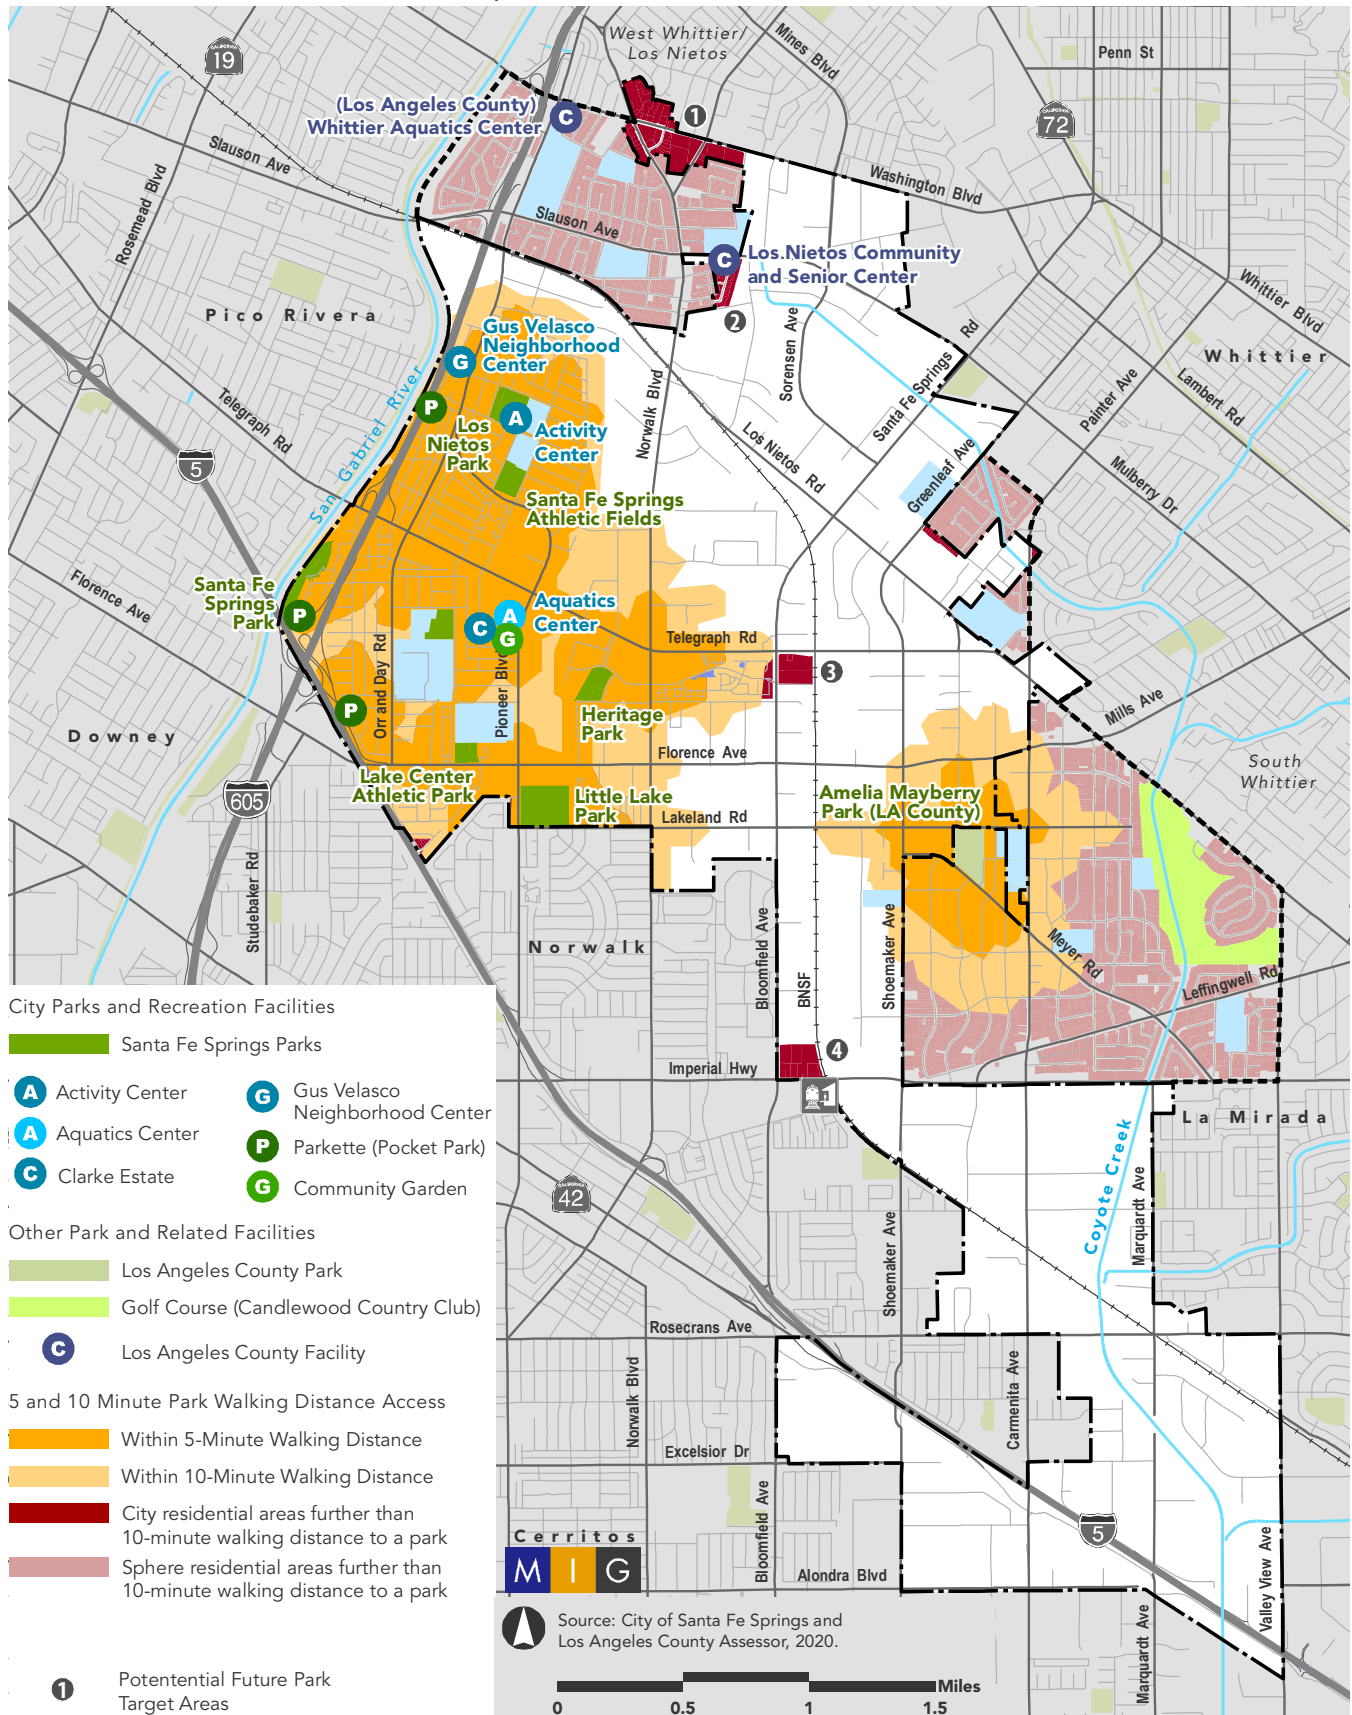 West Whittier/
Los Nietos
Mines Blvd
Penn St
CALIFORNIA
19
CALIFORNIA
72
(Los Angeles County)
Whittier Aquatics Center
C
1
Slauson Ave
Rosemead Blvd
Washington Blvd
Slauson Ave
C
Los Nietos Community
and Senior Center
2
Whittier Blvd
Pico Rivera
Whittier
Gus Velasco
Neighborhood
Center
G
Sorensen Ave
Santa Fe Springs Rd
Painter Ave
Lambert Rd
P
A
Activity
Center
Los
Nietos
Park
Norwalk Blvd
Los Nietos Rd
Telegraph Rd
San Gabriel River
5
Greenleaf Ave
Mulberry Dr
Santa Fe Springs
Athletic Fields
Florence Ave
Santa Fe
Springs
Park
P
A
C
G
Aquatics
Center
Telegraph Rd
3
Orr and Day Rd
Pioneer Blvd
P
Heritage
Park
Mills Ave
Downey
Florence Ave
South
Whittier
605
Lake Center
Athletic Park
Little Lake
Park
Lakeland Rd
Amelia Mayberry
Park (LA County)
Studebaker Rd
Norwalk
Bloomfield Ave
BNSF
Shoemaker Ave
Meyer Rd
Leffingwell Rd
4
Imperial Hwy
La Mirada
Coyote Creek
Marquardt Ave
CALIFORNIA
42
Shoemaker Ave
Rosecrans Ave
Norwalk Blvd
Carmenita Ave
Excelsior Dr
Bloomfield Ave
5
Cerritos
Alondra Blvd
Valley View Ave
Marquardt Ave
City Parks and Recreation Facilities
Santa Fe Springs Parks
A Activity Center
A Aquatics Center
C Clarke Estate
G Gus Velasco
Neighborhood Center
P Parkette (Pocket Park)
G Community Garden
Other Park and Related Facilities
Los Angeles County Park
Golf Course (Candlewood Country Club)
C Los Angeles County Facility
5 and 10 Minute Park Walking Distance Access
Within 5-Minute Walking Distance
Within 10-Minute Walking Distance
City residential areas further than
10-minute walking distance to a park
Sphere residential areas further than
10-minute walking distance to a park
1 Potentential Future Park
Target Areas
M I G
Source: City of Santa Fe Springs and
Los Angeles County Assessor, 2020.
Miles
0 0.5 1 1.5